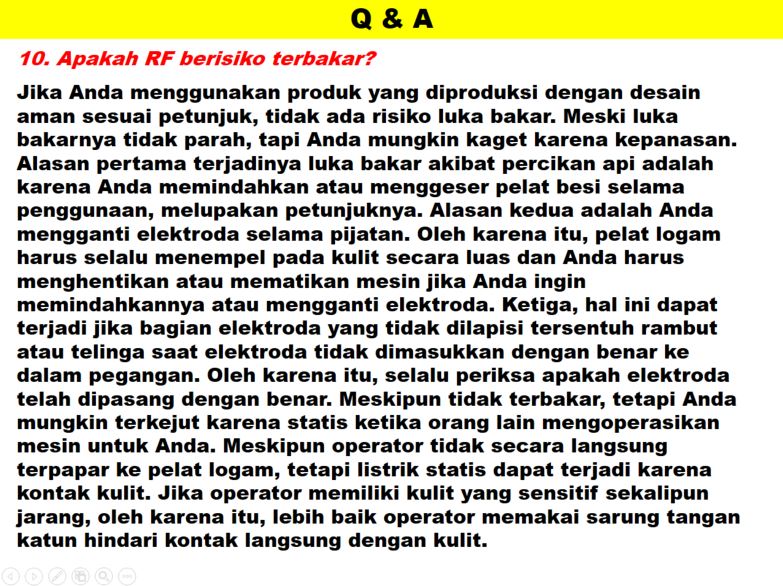 Q & A
10. Apakah RF berisiko terbakar?
Jika Anda menggunakan produk yang diproduksi dengan desain
aman sesuai petunjuk, tidak ada risiko luka bakar. Meski luka
bakarnya tidak parah, tapi Anda mungkin kaget karena kepanasan.
Alasan pertama terjadinya luka bakar akibat percikan api adalah
karena Anda memindahkan atau menggeser pelat besi selama
penggunaan, melupakan petunjuknya. Alasan kedua adalah Anda
mengganti elektroda selama pijatan. Oleh karena itu, pelat logam
harus selalu menempel pada kulit secara luas dan Anda harus
menghentikan atau mematikan mesin jika Anda ingin
memindahkannya atau mengganti elektroda. Ketiga, hal ini dapat
terjadi jika bagian elektroda yang tidak dilapisi tersentuh rambut
atau telinga saat elektroda tidak dimasukkan dengan benar ke
dalam pegangan. Oleh karena itu, selalu periksa apakah elektroda
telah dipasang dengan benar. Meskipun tidak terbakar, tetapi Anda
mungkin terkejut karena statis ketika orang lain mengoperasikan
mesin untuk Anda. Meskipun operator tidak secara langsung
terpapar ke pelat logam, tetapi listrik statis dapat terjadi karena
kontak kulit. Jika operator memiliki kulit yang sensitif sekalipun
jarang, oleh karena itu, lebih baik operator memakai sarung tangan
katun hindari kontak langsung dengan kulit.